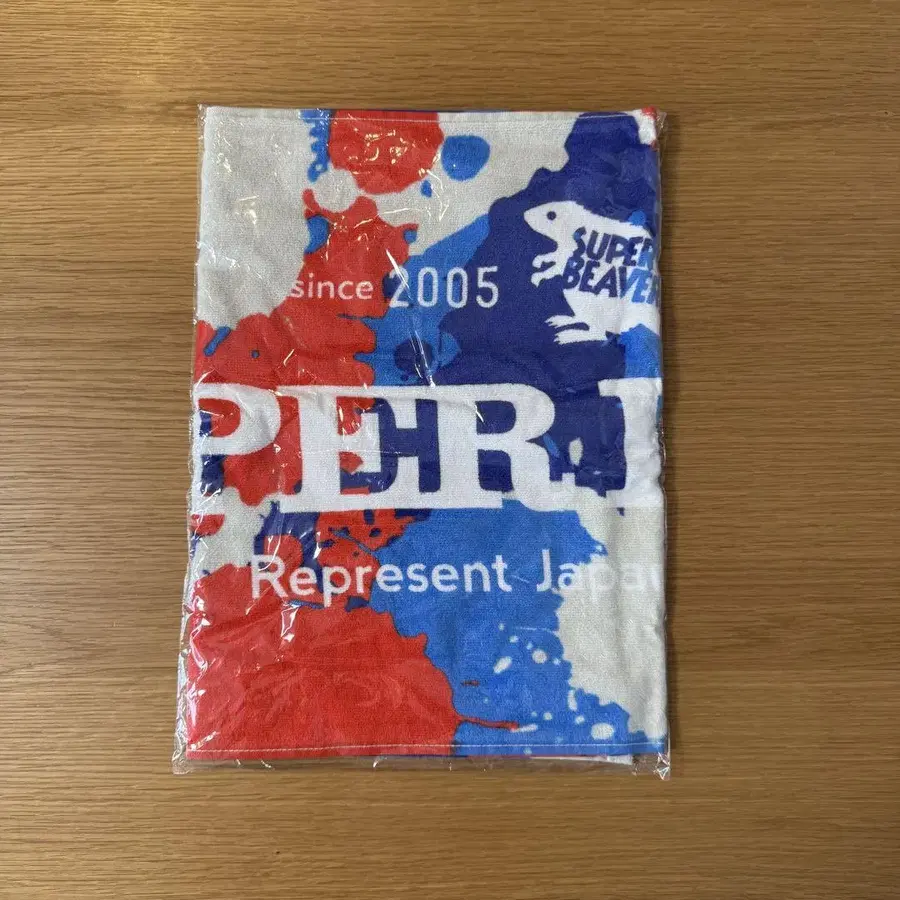 since 2005
SUPER
BEAVER
PER
Represent Japa